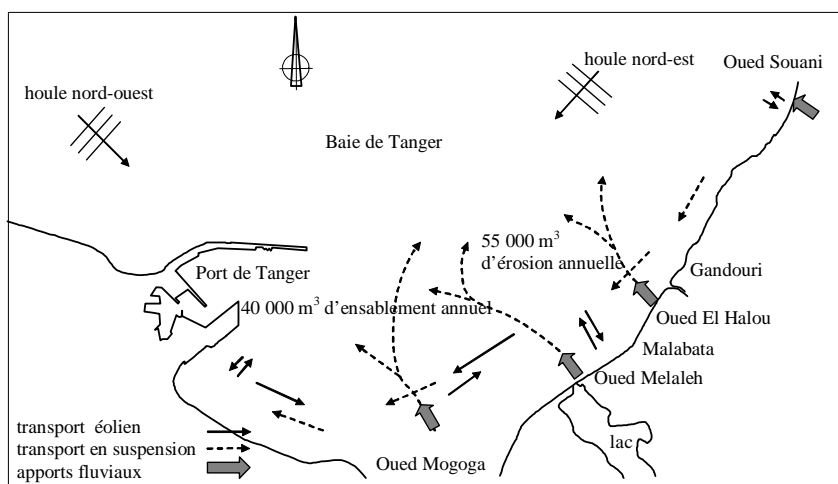 houle nord-ouest
houle nord-est
Oued Souani
Baie de Tanger
55 000 m³
d'érosion annuelle
Gandouri
Port de Tanger
40 000 m³ d'ensablement annuel
Oued El Halou
Malabata
Oued Melaleh
transport éolien
transport en suspension
apports fluviaux
lac
Oued Mogoga